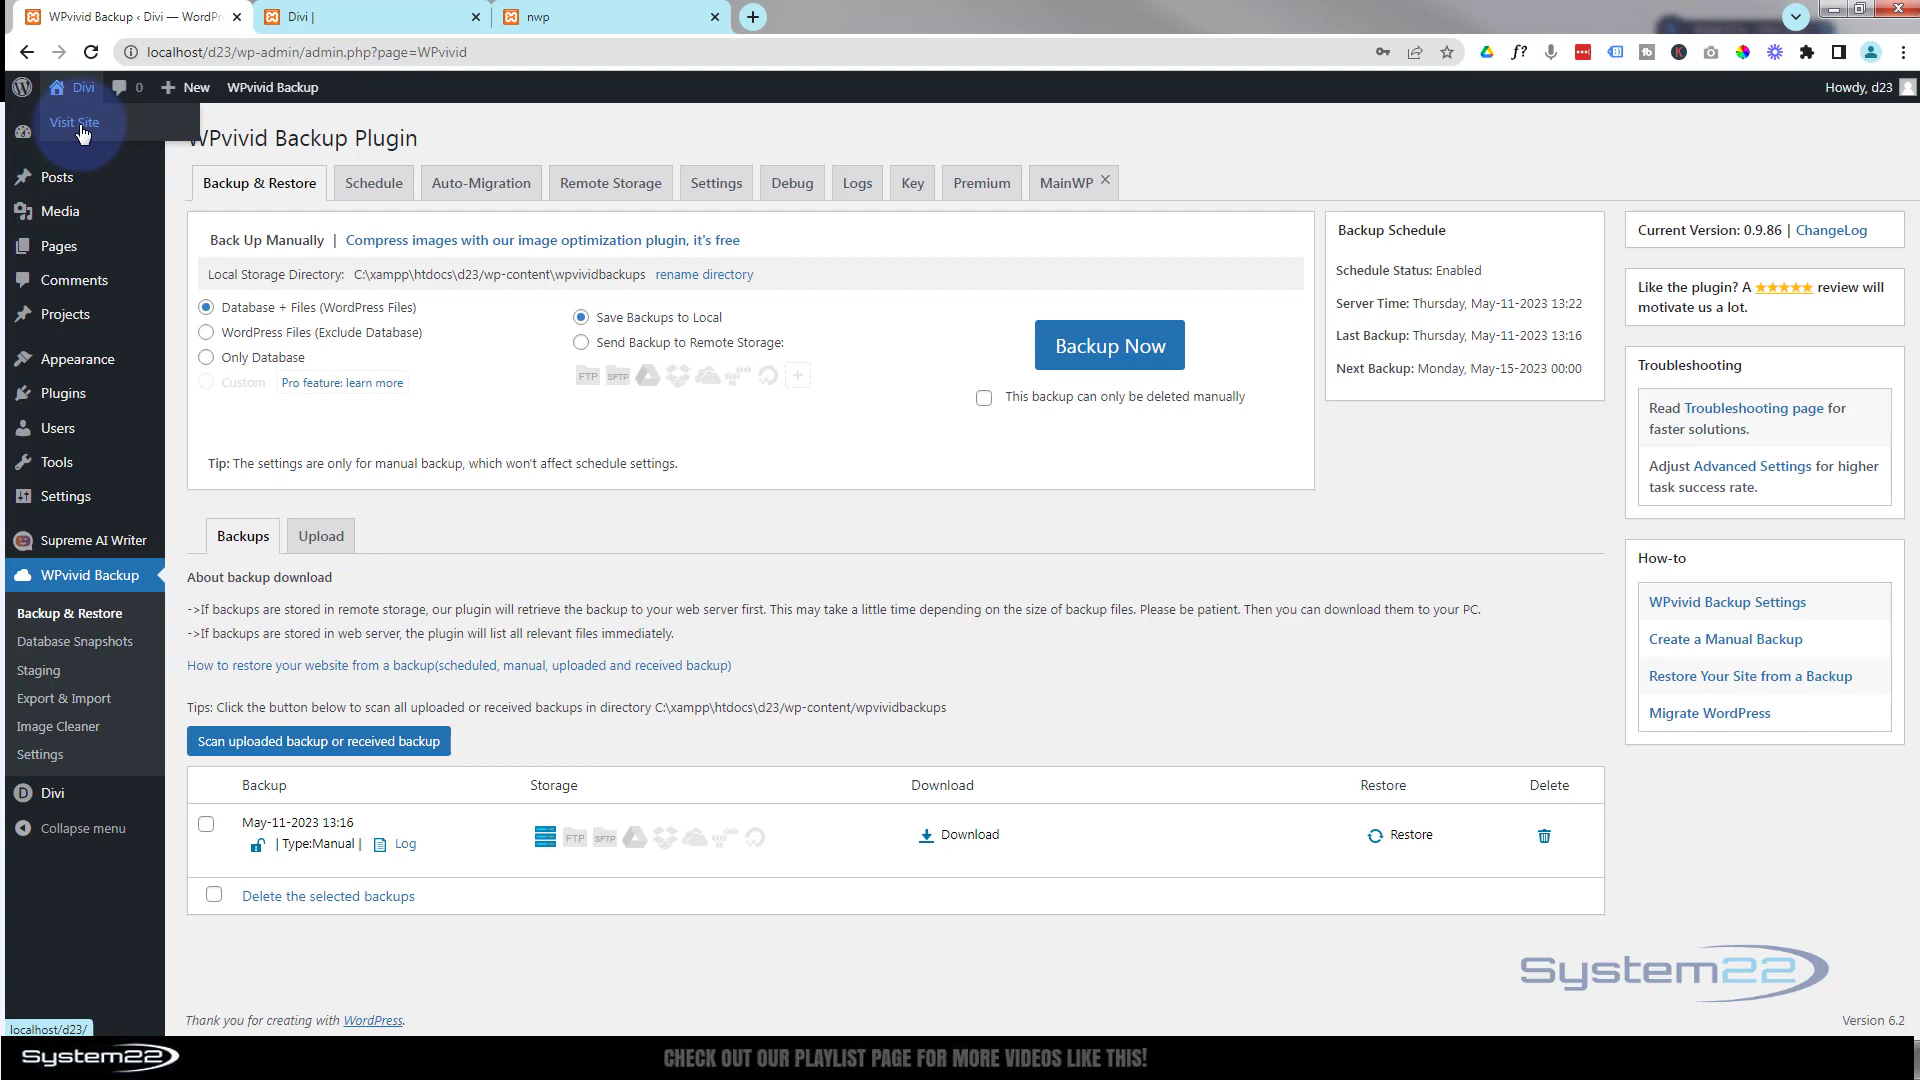 WPvivid Backup ‹ Divi — WordPr
Divi |
nwp
localhost/d23/wp-admin/admin.php?page=WPvivid
Divi
0
New
WPvivid Backup
Howdy, d23
Visit Site
Posts
Media
Pages
Comments
Projects
Appearance
Plugins
Users
Tools
Settings
Supreme AI Writer
WPvivid Backup
Backup & Restore
Database Snapshots
Staging
Export & Import
Image Cleaner
Settings
Divi
Collapse menu
localhost/d23/
WPvivid Backup Plugin
Backup & Restore
Schedule
Auto-Migration
Remote Storage
Settings
Debug
Logs
Key
Premium
MainWP
Back Up Manually | Compress images with our image optimization plugin, it's free
Local Storage Directory: C:\xampp\htdocs\d23/wp-content\wpvividbackups rename directory
Database + Files (WordPress Files)
WordPress Files (Exclude Database)
Only Database
Custom Pro feature: learn more
Save Backups to Local
Send Backup to Remote Storage:
FTP SFTP
Backup Now
This backup can only be deleted manually
Tip: The settings are only for manual backup, which won't affect schedule settings.
Backup Schedule
Schedule Status: Enabled
Server Time: Thursday, May-11-2023 13:22
Last Backup: Thursday, May-11-2023 13:16
Next Backup: Monday, May-15-2023 00:00
Current Version: 0.9.86 | ChangeLog
Like the plugin? A ★★★★★ review will
motivate us a lot.
Troubleshooting
Read Troubleshooting page for
faster solutions.
Adjust Advanced Settings for higher
task success rate.
How-to
WPvivid Backup Settings
Create a Manual Backup
Restore Your Site from a Backup
Migrate WordPress
Backups
Upload
About backup download
->If backups are stored in remote storage, our plugin will retrieve the backup to your web server first. This may take a little time depending on the size of backup files. Please be patient. Then you can download them to your PC.
->If backups are stored in web server, the plugin will list all relevant files immediately.
How to restore your website from a backup(scheduled, manual, uploaded and received backup)
Tips: Click the button below to scan all uploaded or received backups in directory C:\xampp\htdocs\d23/wp-content/wpvividbackups
Scan uploaded backup or received backup
Backup
Storage
Download
Restore
Delete
May-11-2023 13:16
| Type:Manual | Log
FTP SFTP
Download
Restore
Delete the selected backups
System22
Thank you for creating with WordPress.
Version 6.2
System22
CHECK OUT OUR PLAYLIST PAGE FOR MORE VIDEOS LIKE THIS!